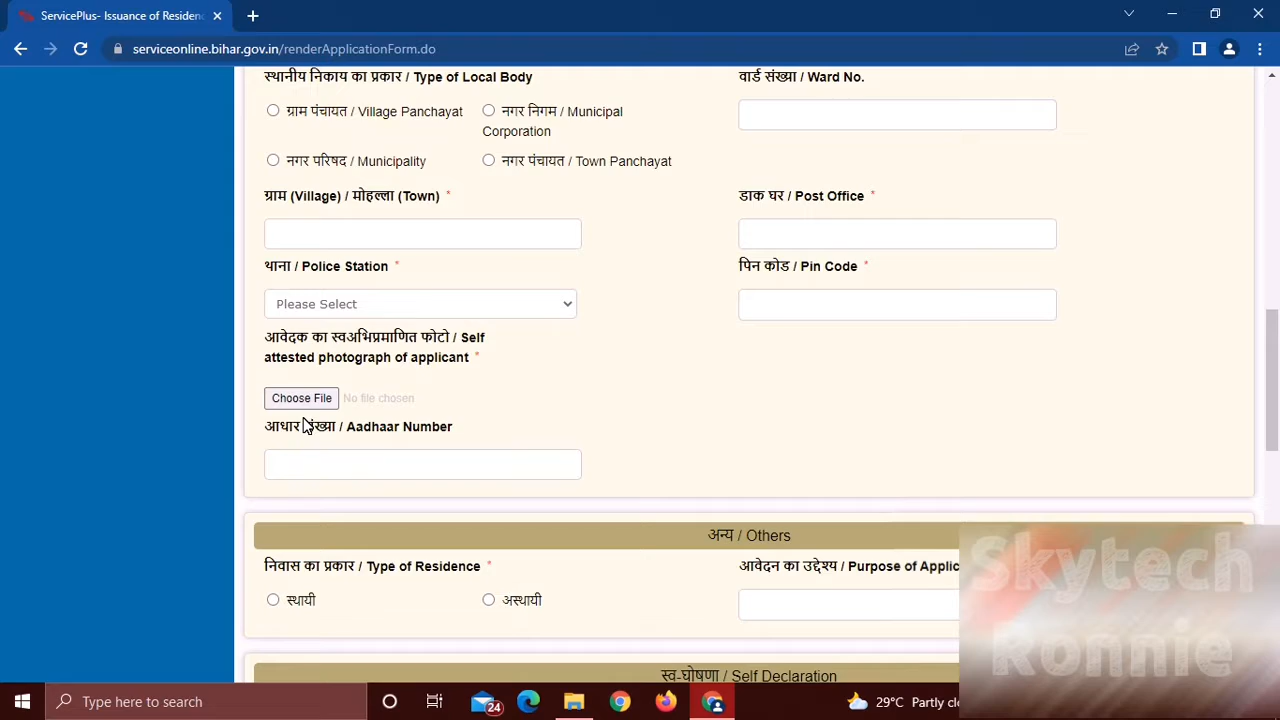 ServicePlus- Issuance of Residenc
serviceonline.bihar.gov.in/renderApplicationForm.do
स्थानीय निकाय का प्रकार / Type of Local Body
वार्ड संख्या / Ward No.
ग्राम पंचायत / Village Panchayat
नगर निगम / Municipal
Corporation
नगर परिषद / Municipality
नगर पंचायत / Town Panchayat
ग्राम (Village) / मोहल्ला (Town) *
डाक घर / Post Office *
थाना / Police Station *
पिन कोड / Pin Code *
Please Select
आवेदक का स्वअभिप्रमाणित फोटो / Self
attested photograph of applicant *
Choose File No file chosen
आधार संख्या / Aadhaar Number
अन्य / Others
निवास का प्रकार / Type of Residence *
आवेदन का उद्देश्य / Purpose of Applic
स्थायी
अस्थायी
स्व-घोषणा / Self Declaration
Skytech
Ronnie
Type here to search
24
29°C Partly clo